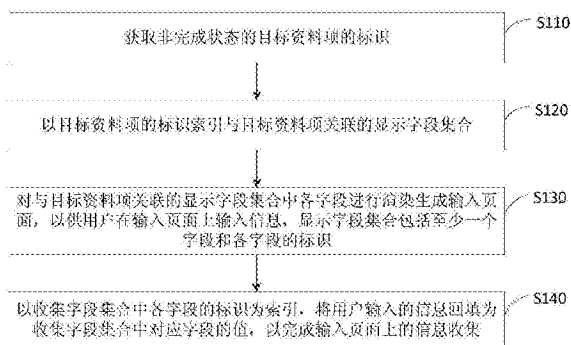 S110
获取非完成状态的目标资料项的标识
S120
以目标资料项的标识索引与目标资料项关联的显示字段集合
S130
对与目标资料项关联的显示字段集合中各字段进行渲染生成输入页
面，以供用户在输入页面上输入信息，显示字段集合包括至少一个
字段和各字段的标识
S140
以收集字段集合中各字段的标识为索引，将用户输入的信息回填为
收集字段集合中对应字段的值，以完成输入页面上的信息收集